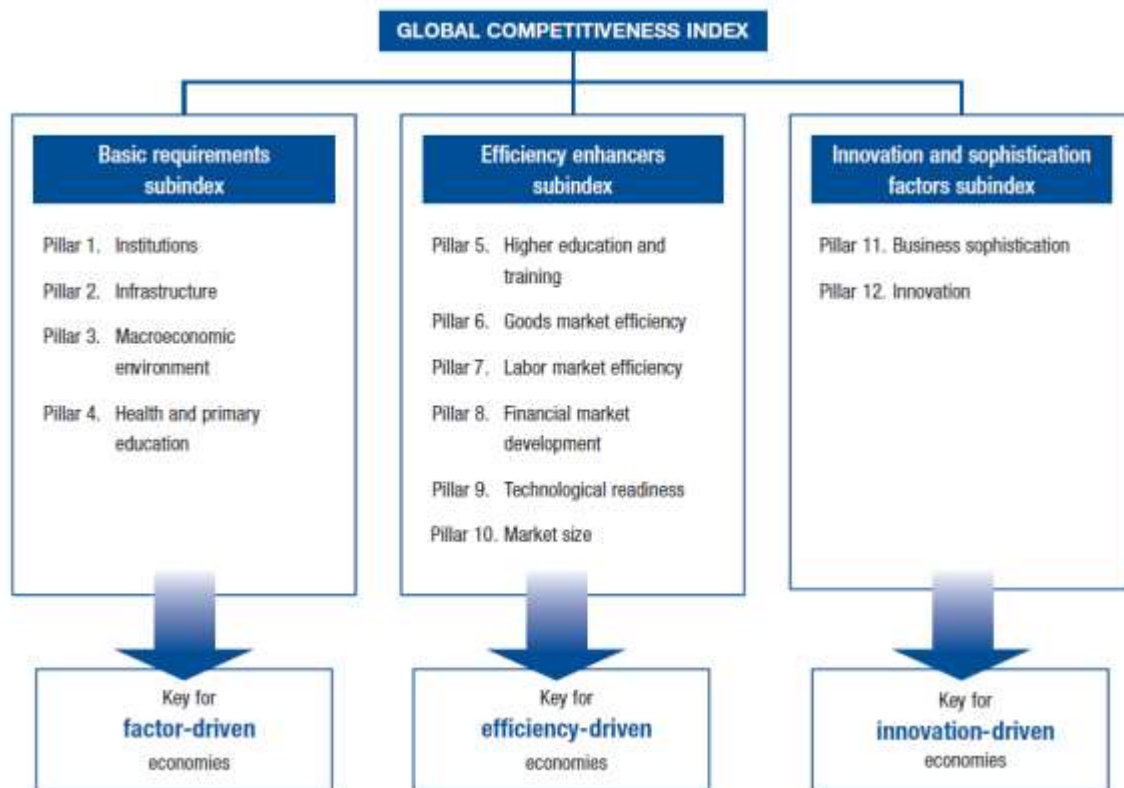 GLOBAL COMPETITIVENESS INDEX
Basic requirements
subindex
Pillar 1. Institutions
Pillar 2. Infrastructure
Pillar 3. Macroeconomic
environment
Pillar 4. Health and primary
education
Key for
factor-driven
economies
Efficiency enhancers
subindex
Pillar 5. Higher education and
training
Pillar 6. Goods market efficiency
Pillar 7. Labor market efficiency
Pillar 8. Financial market
development
Pillar 9. Technological readiness
Pillar 10. Market size
Key for
efficiency-driven
economies
Innovation and sophistication
factors subindex
Pillar 11. Business sophistication
Pillar 12. Innovation
Key for
innovation-driven
economies